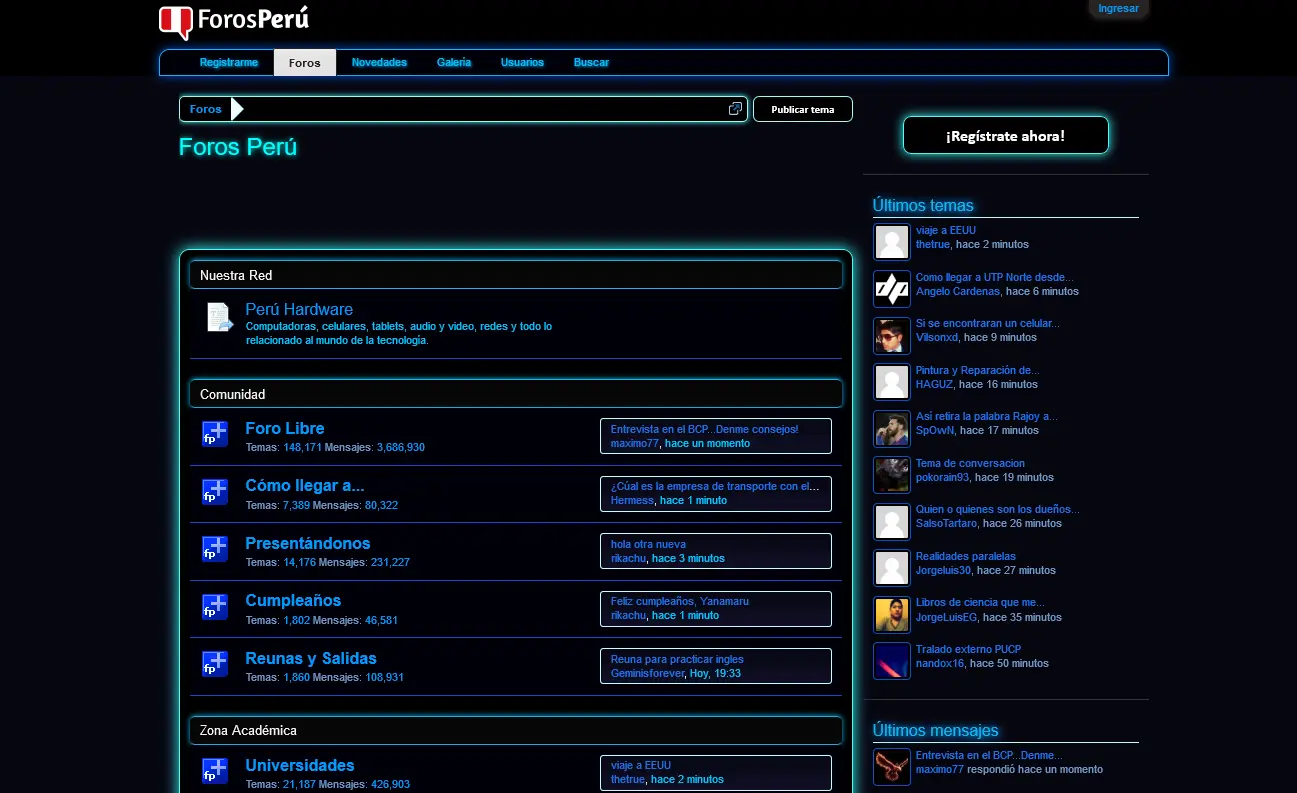 ForosPerú
Ingresar
Registrarme
Foros
Novedades
Galería
Usuarios
Buscar
Foros
Publicar tema
¡Regístrate ahora!
Foros Perú
Nuestra Red
Perú Hardware
Computadoras, celulares, tablets, audio y video, redes y todo lo
relacionado al mundo de la tecnología.
Comunidad
fp
Foro Libre
Temas: 148,171 Mensajes: 3,686,930
Entrevista en el BCP...Denme consejos!
maximo77, hace un momento
fp
Cómo llegar a...
Temas: 7,389 Mensajes: 80,322
¿Cúal es la empresa de transporte con el...
Hermess, hace 1 minuto
fp
Presentándonos
Temas: 14,176 Mensajes: 231,227
hola otra nueva
rikachu, hace 3 minutos
fp
Cumpleaños
Temas: 1,802 Mensajes: 46,581
Feliz cumpleaños, Yanamaru
rikachu, hace 1 minuto
fp
Reunas y Salidas
Temas: 1,860 Mensajes: 108,931
Reuna para practicar ingles
Geminisforever, Hoy, 19:33
Zona Académica
fp
Universidades
Temas: 21,187 Mensajes: 426,903
viaje a EEUU
thetrue, hace 2 minutos
Últimos temas
viaje a EEUU
thetrue, hace 2 minutos
Como llegar a UTP Norte desde...
Angelo Cardenas, hace 6 minutos
Si se encontraran un celular...
Vilsonxd, hace 9 minutos
Pintura y Reparación de...
HAGUZ, hace 16 minutos
Así retira la palabra Rajoy a...
SpOwN, hace 17 minutos
Tema de conversacion
pokorain93, hace 19 minutos
Quien o quienes son los dueños...
SalsoTartaro, hace 26 minutos
Realidades paralelas
Jorgeluis30, hace 27 minutos
Libros de ciencia que me...
JorgeLuisEG, hace 35 minutos
Tralado externo PUCP
nandox16, hace 50 minutos
Últimos mensajes
Entrevista en el BCP...Denme...
maximo77 respondió hace un momento